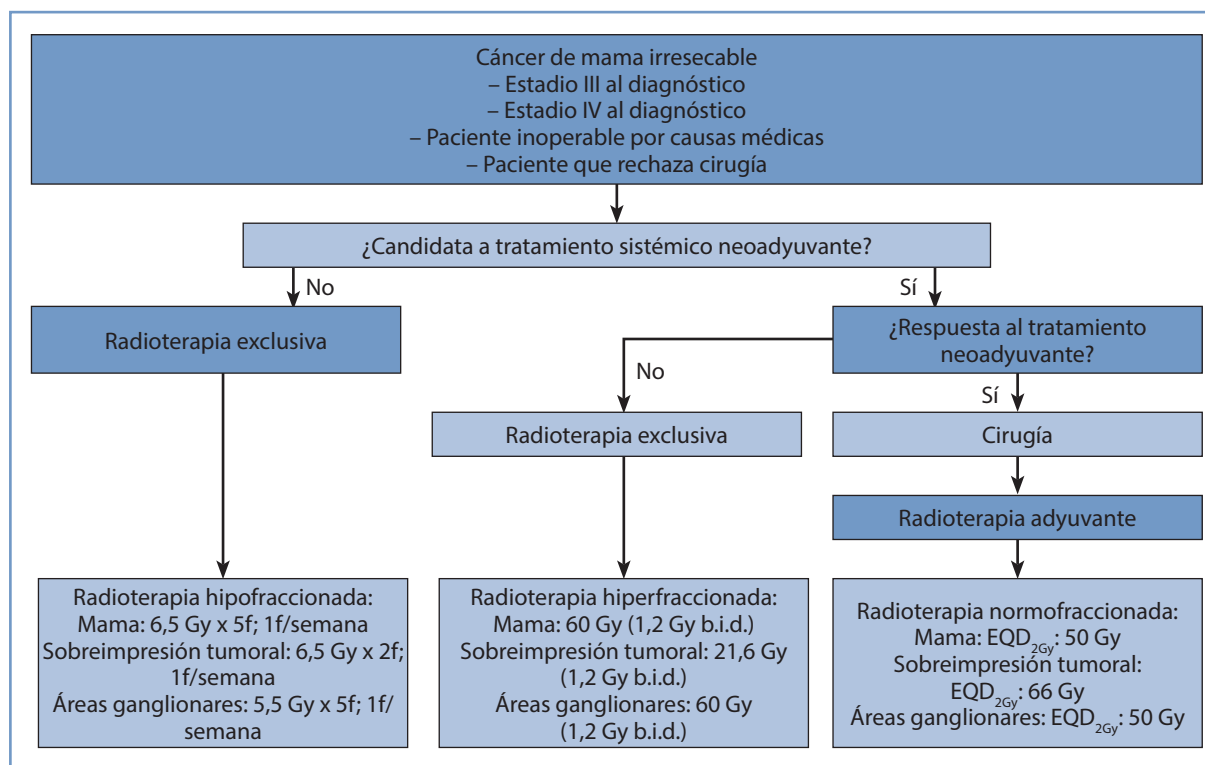 Cáncer de mama irresecable
– Estadio III al diagnóstico
– Estadio IV al diagnóstico
– Paciente inoperable por causas médicas
– Paciente que rechaza cirugía
¿Candidata a tratamiento sistémico neoadyuvante?
No
Sí
Radioterapia exclusiva
¿Respuesta al tratamiento
neoadyuvante?
No
Sí
Radioterapia exclusiva
Cirugía
Radioterapia adyuvante
Radioterapia hipofraccionada:
Mama: 6,5 Gy x 5f; 1f/semana
Sobreimpresión tumoral: 6,5 Gy x 2f;
1f/semana
Áreas ganglionares: 5,5 Gy x 5f; 1f/
semana
Radioterapia hiperfraccionada:
Mama: 60 Gy (1,2 Gy b.i.d.)
Sobreimpresión tumoral: 21,6 Gy
(1,2 Gy b.i.d.)
Áreas ganglionares: 60 Gy
(1,2 Gy b.i.d.)
Radioterapia normofraccionada:
Mama: EQD2Gy: 50 Gy
Sobreimpresión tumoral:
EQD2Gy: 66 Gy
Áreas ganglionares: EQD2Gy: 50 Gy